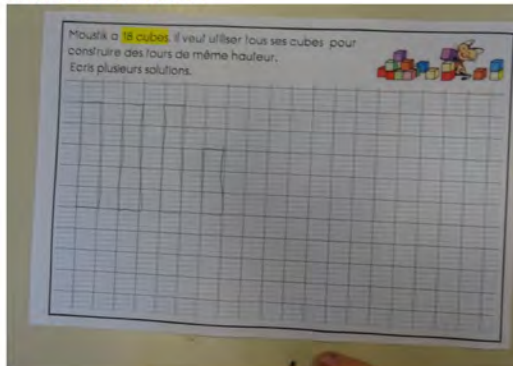 Moustik a 18 cubes. Il veut utiliser tous ses cubes pour
construire des tours de même hauteur.
Ecris plusieurs solutions.